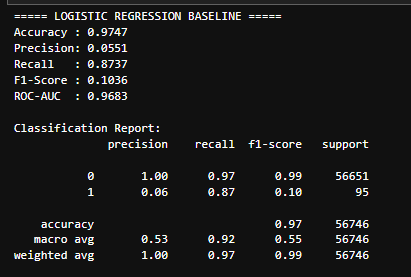 ===== LOGISTIC REGRESSION BASELINE =====
Accuracy : 0.9747
Precision: 0.0551
Recall   : 0.8737
F1-Score : 0.1036
ROC-AUC  : 0.9683
Classification Report:
              precision    recall  f1-score   support
           0       1.00      0.97      0.99     56651
           1       0.06      0.87      0.10        95
    accuracy                           0.97     56746
   macro avg       0.53      0.92      0.55     56746
weighted avg       1.00      0.97      0.99     56746